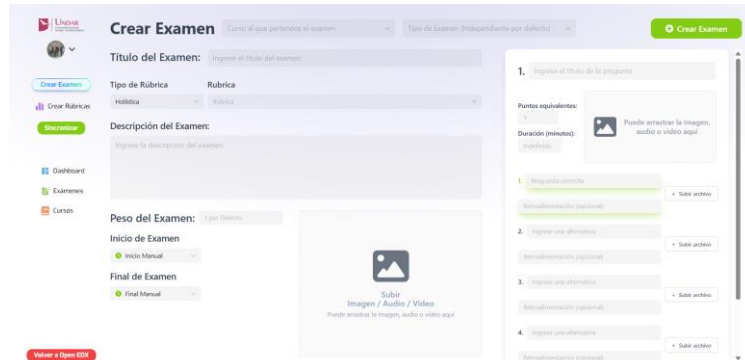 UNDAR
Crear Examen
Crear Rúbricas
Sincronizar
Dashboard
Exámenes
Cursos
Volver a Open EDX
Crear Examen
Curso al que pertenece el examen
Tipo de Examen (Independiente por defecto)
Crear Examen
Título del Examen:
Ingrese el título del examen
Tipo de Rúbrica
Rubrica
Holística
Rubrica
Descripción del Examen:
Ingrese la descripción del examen
Peso del Examen:
1 por Defecto
Inicio de Examen
Inicio Manual
Final de Examen
Final Manual
Subir
Imagen / Audio / Video
Puede arrastrar la imagen, audio o video aquí
1.
Ingrese el título de la pregunta
Puntos equivalentes:
1
Duración (minutos):
Indefinido
Puede arrastrar la imagen,
audio o video aquí
1.
Respuesta correcta
Retroalimentación (opcional)
+ Subir archivo
2.
Ingrese una alternativa
Retroalimentación (opcional)
+ Subir archivo
3.
Ingrese una alternativa
Retroalimentación (opcional)
+ Subir archivo
4.
Ingrese una alternativa
Retroalimentación (opcional)
+ Subir archivo